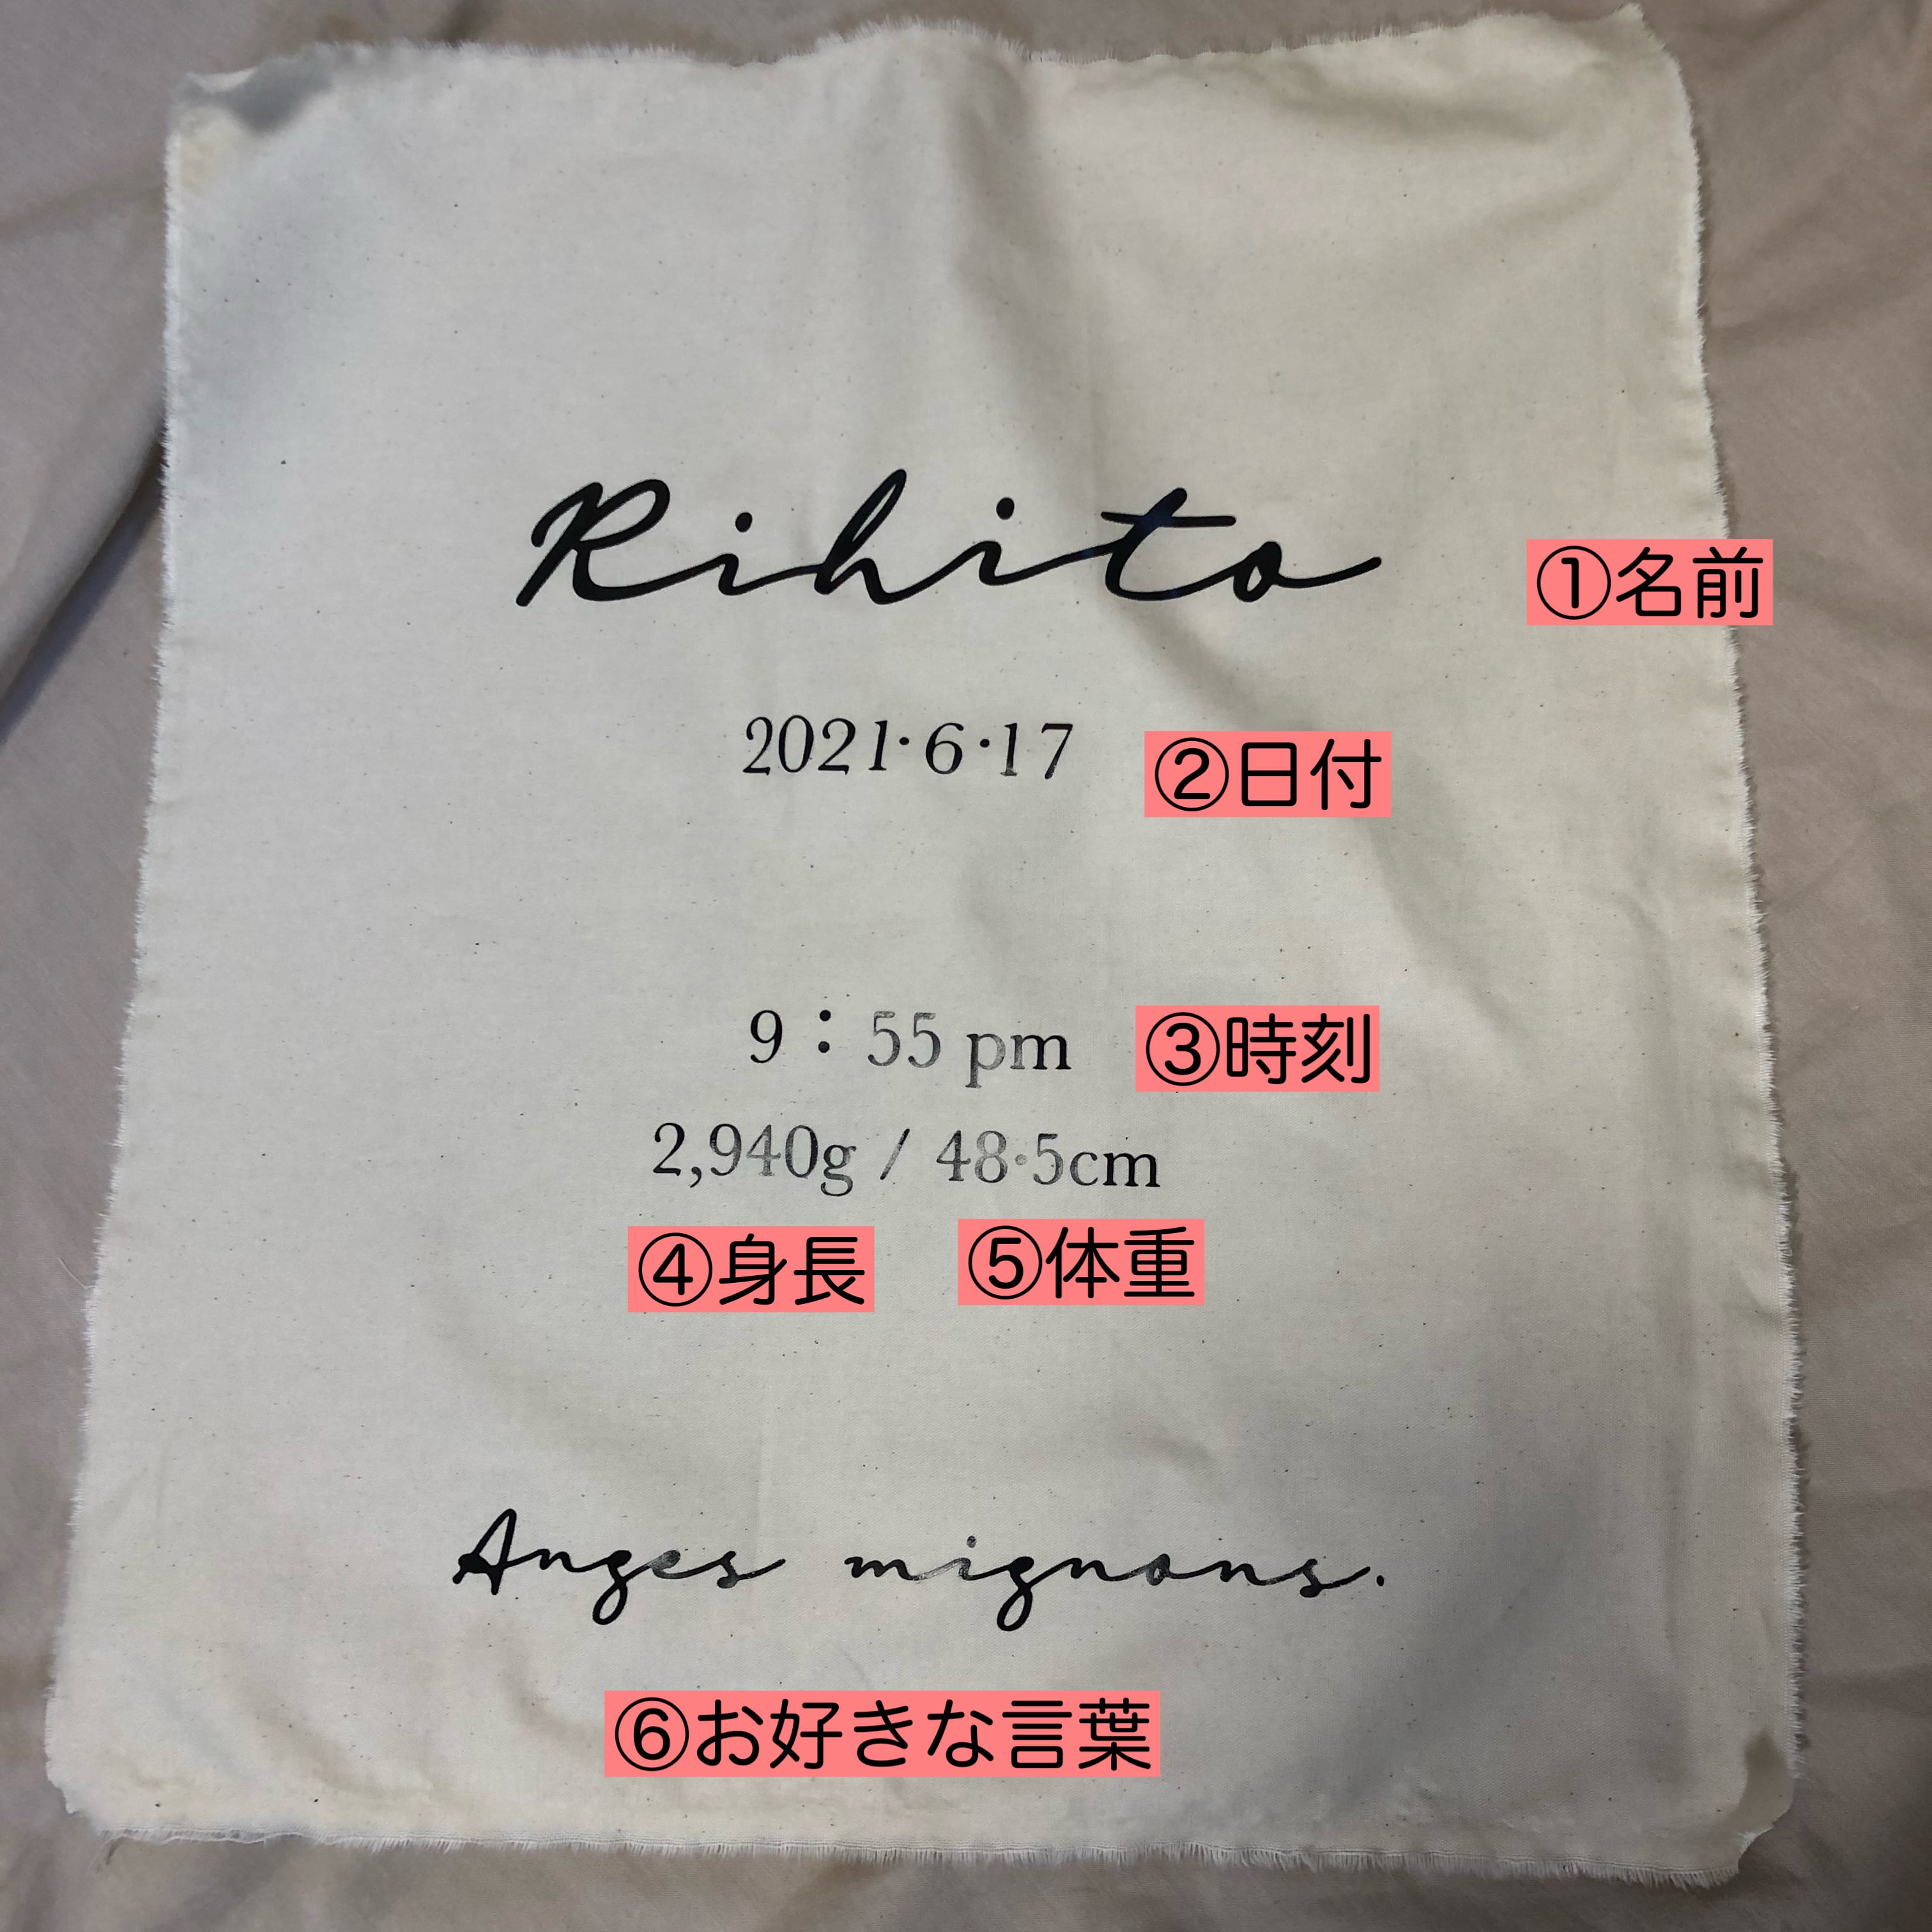 Rihito
①名前
2021·6·17
②日付
9：55 pm
③時刻
2,940g / 48·5cm
④身長 ⑤体重
Anges mignons.
⑥お好きな言葉